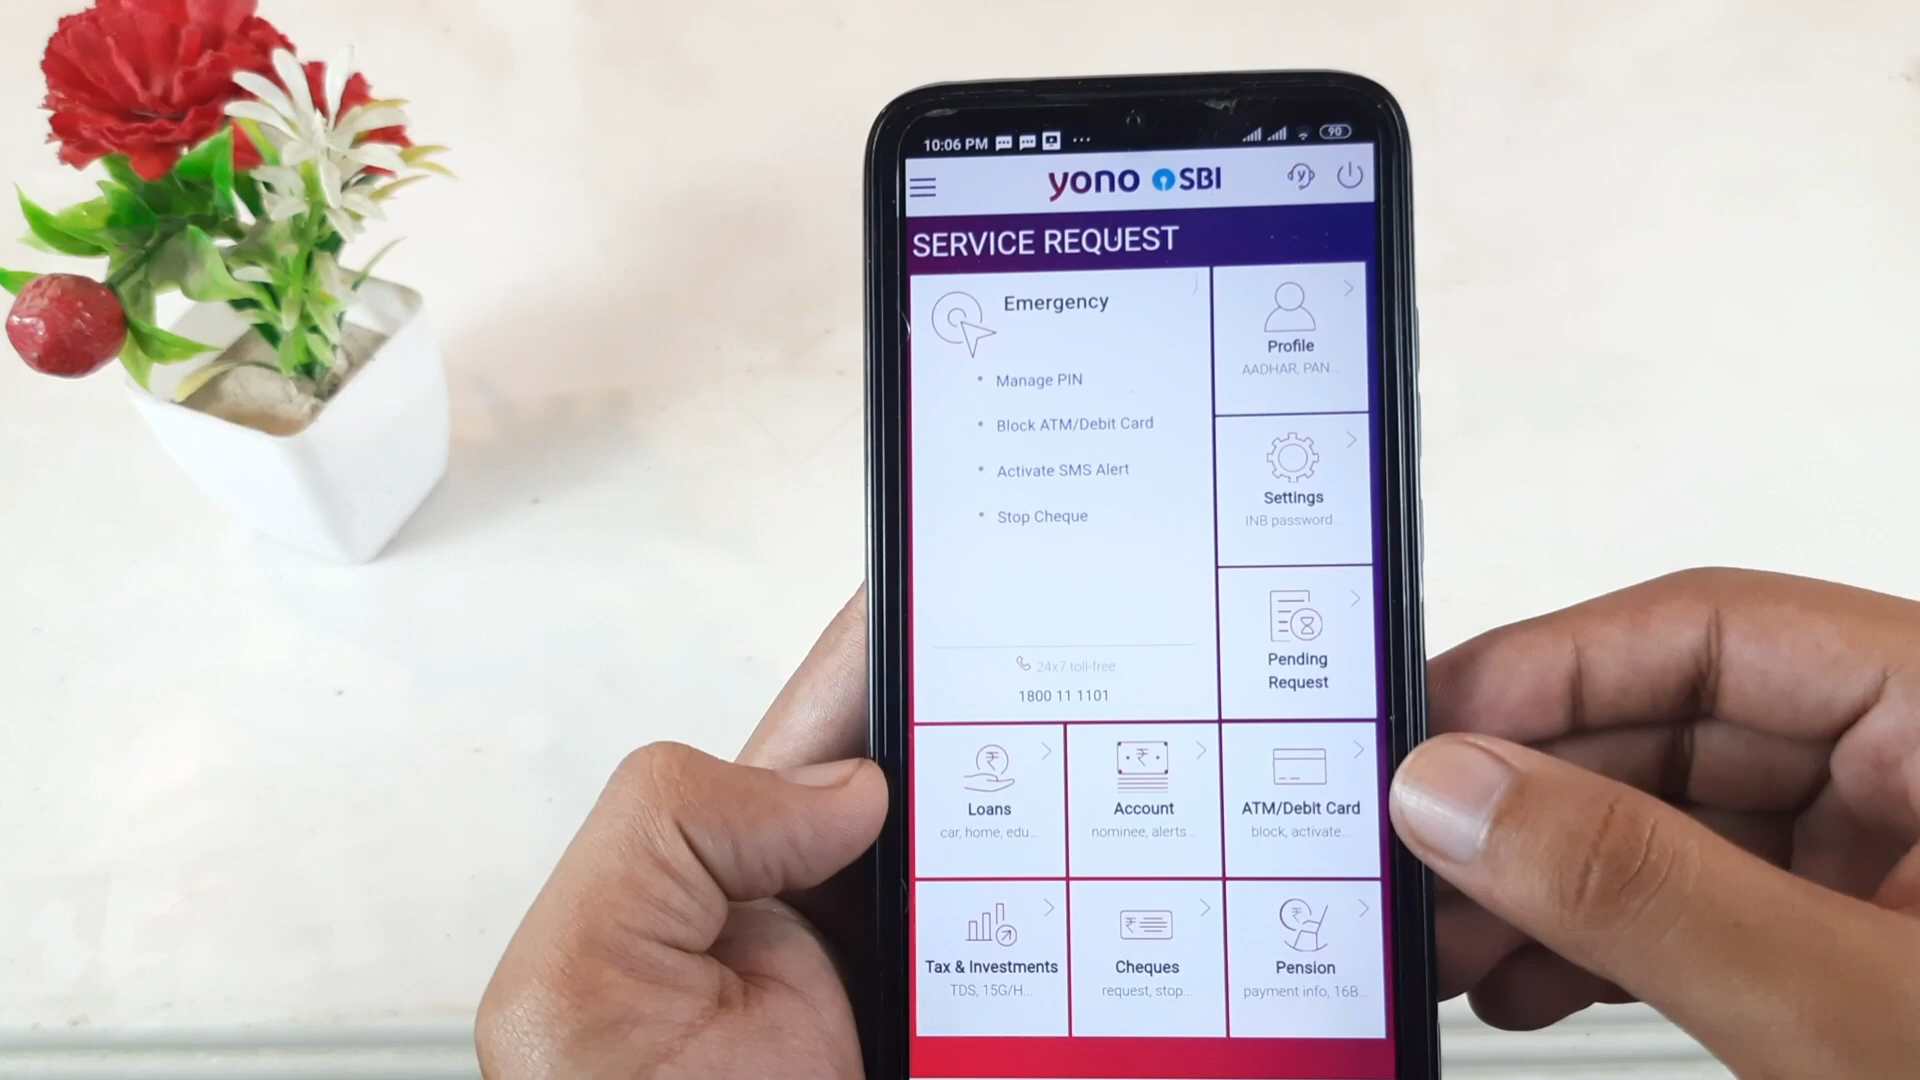 10:06 PM
90
yono SBI
SERVICE REQUEST
Emergency
Manage PIN
Block ATM/Debit Card
Activate SMS Alert
Stop Cheque
24x7 toll-free
1800 11 1101
Profile
AADHAR, PAN...
Settings
INB password...
Pending
Request
Loans
car, home, edu...
Account
nominee, alerts...
ATM/Debit Card
block, activate...
Tax & Investments
TDS, 15G/H...
Cheques
request, stop...
Pension
payment info, 16B...